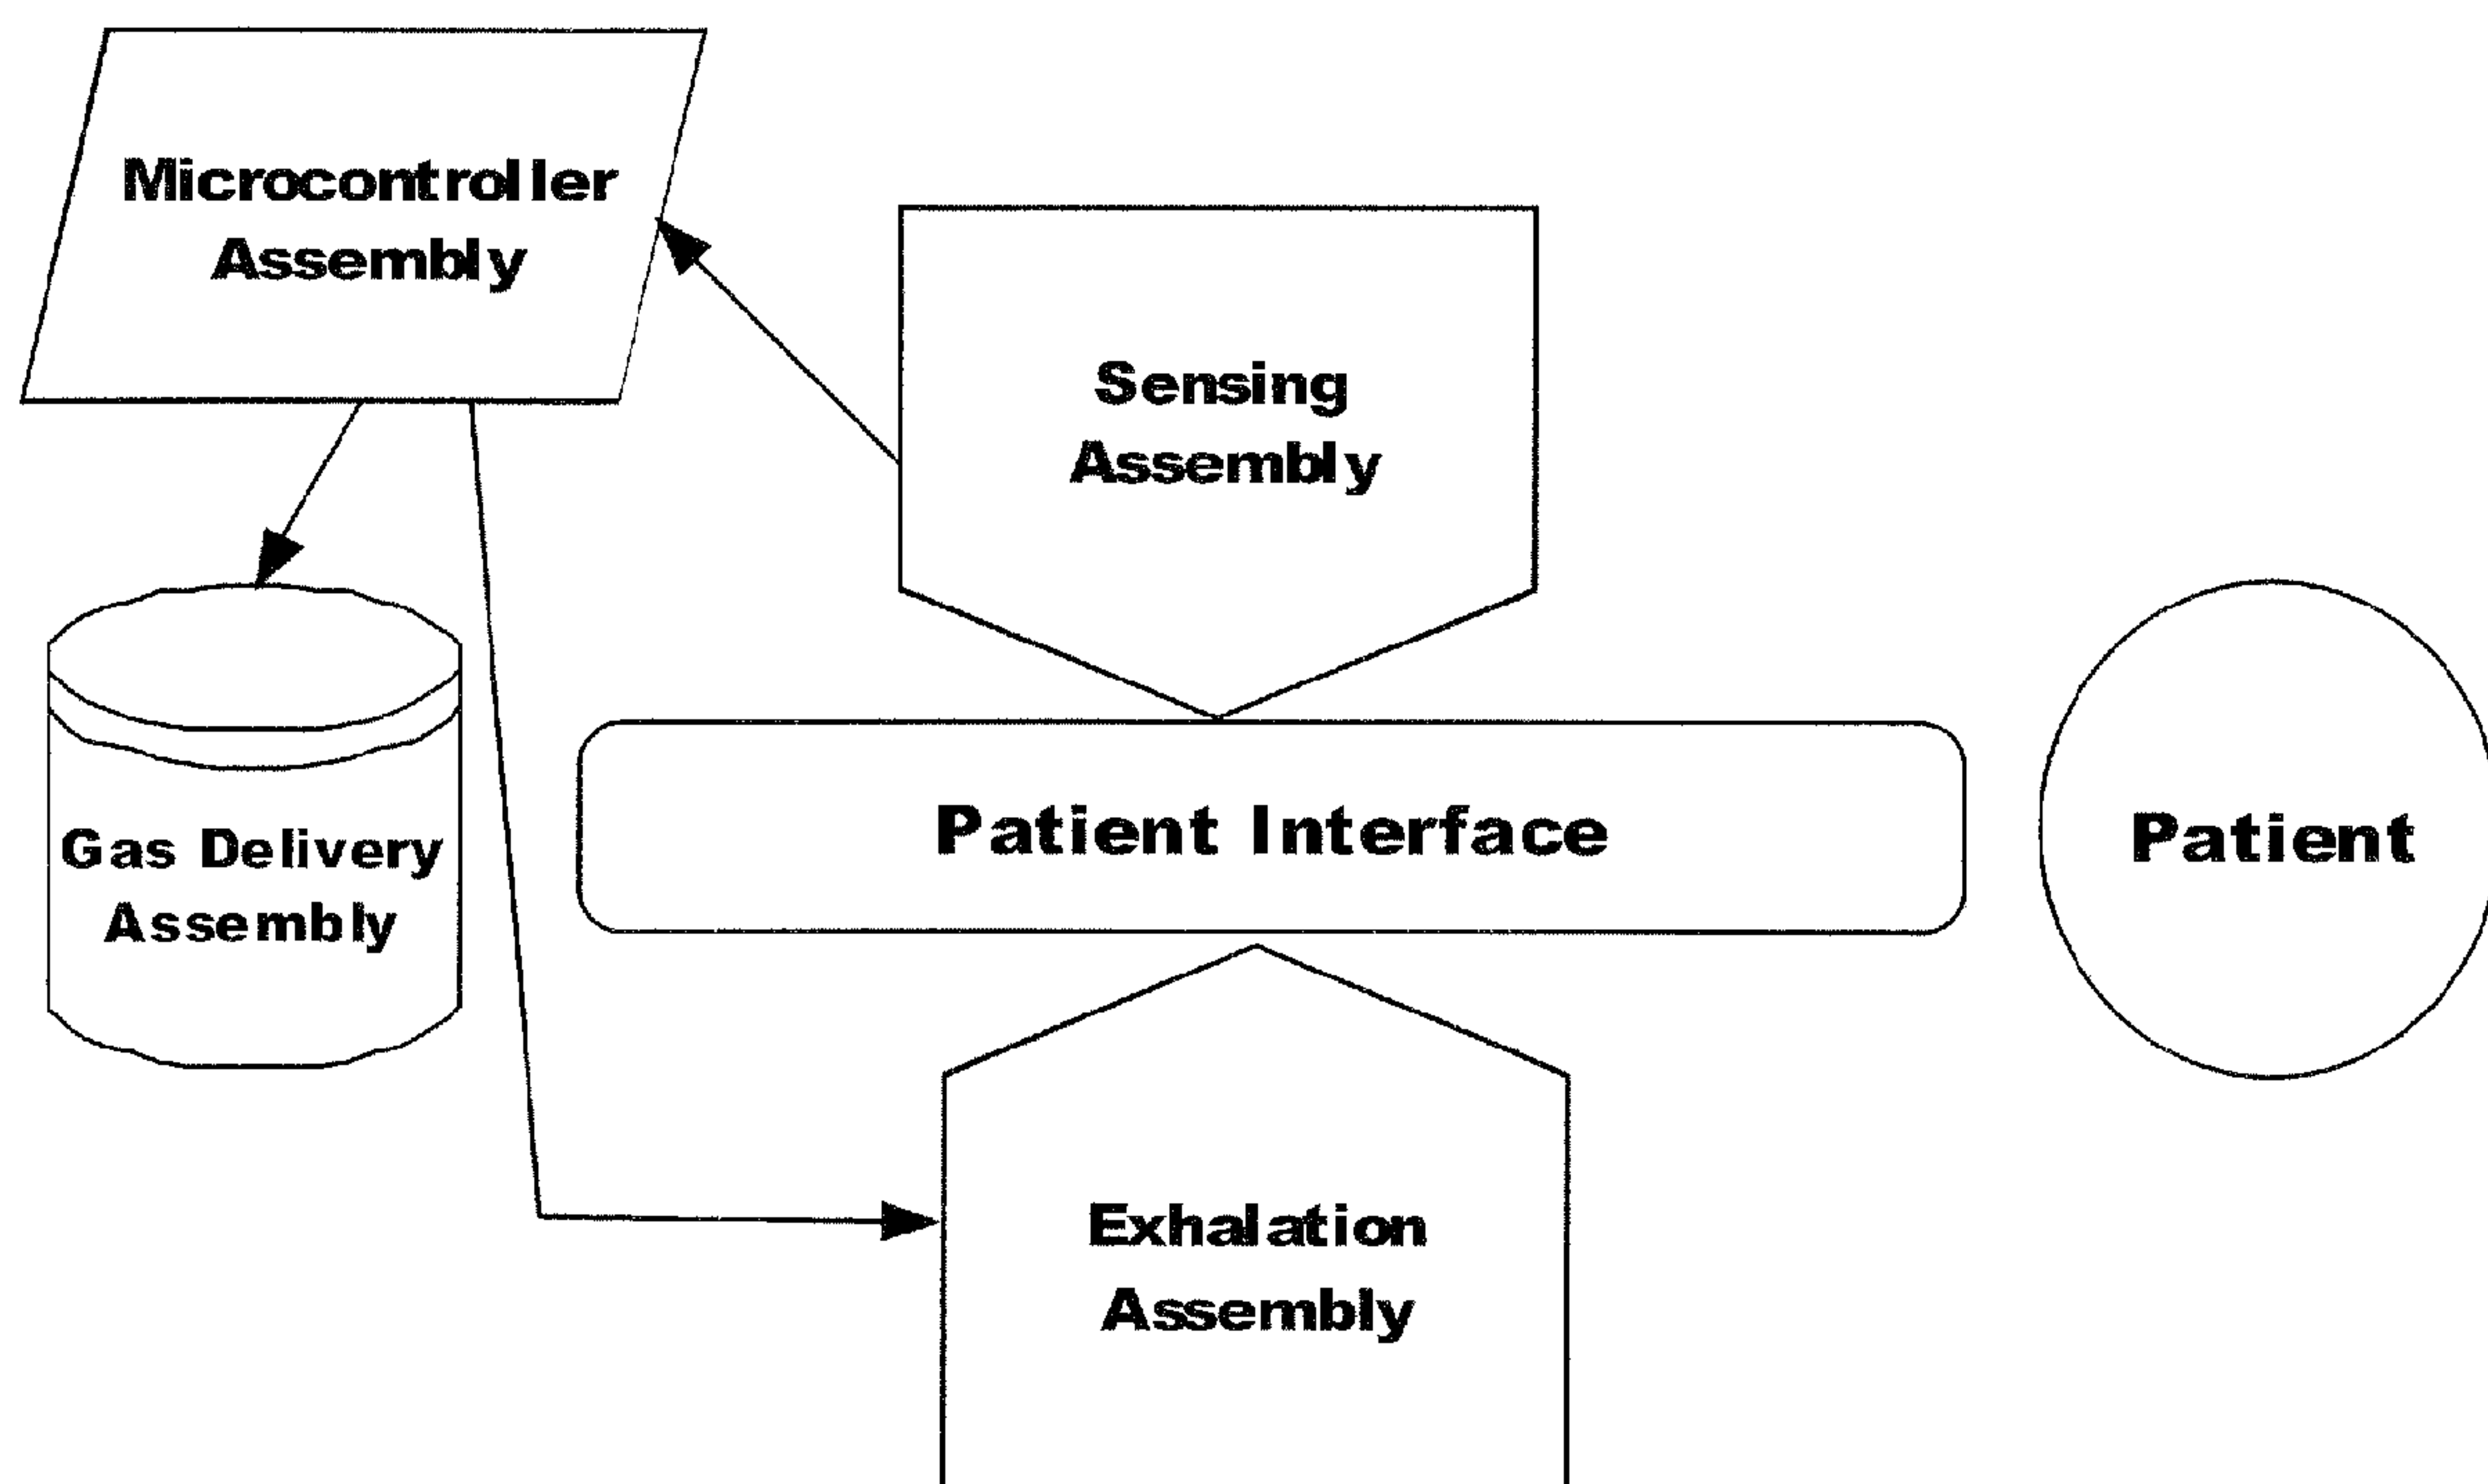 Microcontroller
Assembly
Sensing
Assembly
Patient Interface
Patient
Gas Delivery
Assembly
Exhalation
Assembly